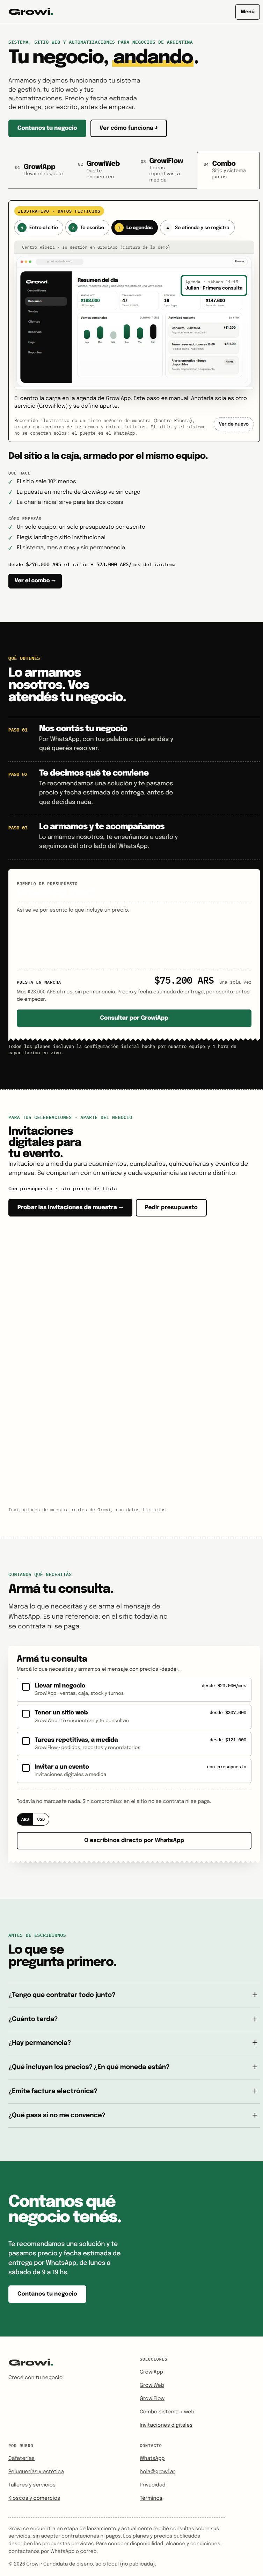 Growi.
Menú
SISTEMA, SITIO WEB Y AUTOMATIZACIONES PARA NEGOCIOS DE ARGENTINA
Tu negocio, andando.
Armamos y dejamos funcionando tu sistema
de gestión, tu sitio web y tus
automatizaciones. Precio y fecha estimada
de entrega, por escrito, antes de empezar.
Contanos tu negocio
Ver cómo funciona ↓
01 GrowiApp
Llevar el negocio
02 GrowiWeb
Que te
encuentren
03 GrowiFlow
Tareas
repetitivas, a
medida
04 Combo
Sitio y sistema
juntos
ILUSTRATIVO · DATOS FICTICIOS
1 Entra al sitio
2 Te escribe
3 La agendás
4 Se atiende y se registra
Centro Ribera · su gestión en GrowiApp (captura de la demo)
Growi.
Resumen del día
Resumen
Agenda · sábado 11:15
Julián · Primera consulta
$168.000
47
16
$147.600
El centro la carga en la agenda de GrowiApp. Este paso es manual. Anotarla sola es otro
servicio (GrowiFlow) y se define aparte.
Recorrido ilustrativo de un mismo negocio de muestra (Centro Ribera),
armado con capturas de las demos y datos ficticios. El sitio y el sistema
no se conectan solos: el puente es el WhatsApp.
Ver de nuevo
Del sitio a la caja, armado por el mismo equipo.
QUÉ HACE
✓ El sitio sale 10% menos
✓ La puesta en marcha de GrowiApp va sin cargo
✓ La charla inicial sirve para las dos cosas
CÓMO EMPEZÁS
✓ Un solo equipo, un solo presupuesto por escrito
✓ Elegís landing o sitio institucional
✓ El sistema, mes a mes y sin permanencia
desde $276.000 ARS el sitio + $23.000 ARS/mes del sistema
Ver el combo →
QUÉ OBTENÉS
Lo armamos
nosotros. Vos
atendés tu negocio.
PASO 01
Nos contás tu negocio
Por WhatsApp, con tus palabras: qué vendés y
qué querés resolver.
PASO 02
Te decimos qué te conviene
Te recomendamos una solución y te pasamos
precio y fecha estimada de entrega, antes de
que decidas nada.
PASO 03
Lo armamos y te acompañamos
Lo armamos nosotros, te enseñamos a usarlo y
seguimos del otro lado del WhatsApp.
EJEMPLO DE PRESUPUESTO
Así se ve por escrito lo que incluye un precio.
PUESTA EN MARCHA
$75.200 ARS una sola vez
Más $23.000 ARS al mes, sin permanencia. Precio y fecha estimada de entrega, por escrito, antes
de empezar.
Consultar por GrowiApp
Todos los planes incluyen la configuración inicial hecha por nuestro equipo y 1 hora de
capacitación en vivo.
PARA TUS CELEBRACIONES · APARTE DEL NEGOCIO
Invitaciones
digitales para
tu evento.
Invitaciones a medida para casamientos, cumpleaños, quinceañeras y eventos de
empresa. Se comparten con un enlace y cada experiencia se recorre distinto.
Con presupuesto · sin precio de lista
Probar las invitaciones de muestra →
Pedir presupuesto
Invitaciones de muestra reales de Growi, con datos ficticios.
CONTANOS QUÉ NECESITÁS
Armá tu consulta.
Marcá lo que necesitás y se arma el mensaje de
WhatsApp. Es una referencia: en el sitio todavía no
se contrata ni se paga.
Armá tu consulta
Marcá lo que necesitás y armamos el mensaje con precios «desde».
Llevar mi negocio
desde $23.000/mes
GrowiApp · ventas, caja, stock y turnos
Tener un sitio web
desde $307.000
GrowiWeb · te encuentran y te consultan
Tareas repetitivas, a medida
desde $121.000
GrowiFlow · pedidos, reportes y recordatorios
Invitar a un evento
con presupuesto
Invitaciones digitales a medida
Todavía no marcaste nada. Sin compromiso: en el sitio no se contrata ni se paga.
ARS USD
O escribinos directo por WhatsApp
ANTES DE ESCRIBIRNOS
Lo que se
pregunta primero.
¿Tengo que contratar todo junto? +
¿Cuánto tarda? +
¿Hay permanencia? +
¿Qué incluyen los precios? ¿En qué moneda están? +
¿Emite factura electrónica? +
¿Qué pasa si no me convence? +
Contanos qué
negocio tenés.
Te recomendamos una solución y te
pasamos precio y fecha estimada de
entrega por WhatsApp, de lunes a
sábado de 9 a 19 hs.
Contanos tu negocio
Growi.
Crecé con tu negocio.
SOLUCIONES
GrowiApp
GrowiWeb
GrowiFlow
Combo sistema + web
Invitaciones digitales
POR RUBRO
Cafeterías
Peluquerías y estética
Talleres y servicios
Kioscos y comercios
CONTACTO
WhatsApp
hola@growi.ar
Privacidad
Términos
Growi se encuentra en etapa de lanzamiento y actualmente recibe consultas sobre sus
servicios, sin aceptar contrataciones ni pagos. Los planes y precios publicados
describen las propuestas previstas. Para conocer disponibilidad, alcance y condiciones,
contactanos por WhatsApp o correo.
© 2026 Growi · Candidata de diseño, solo local (no publicada).